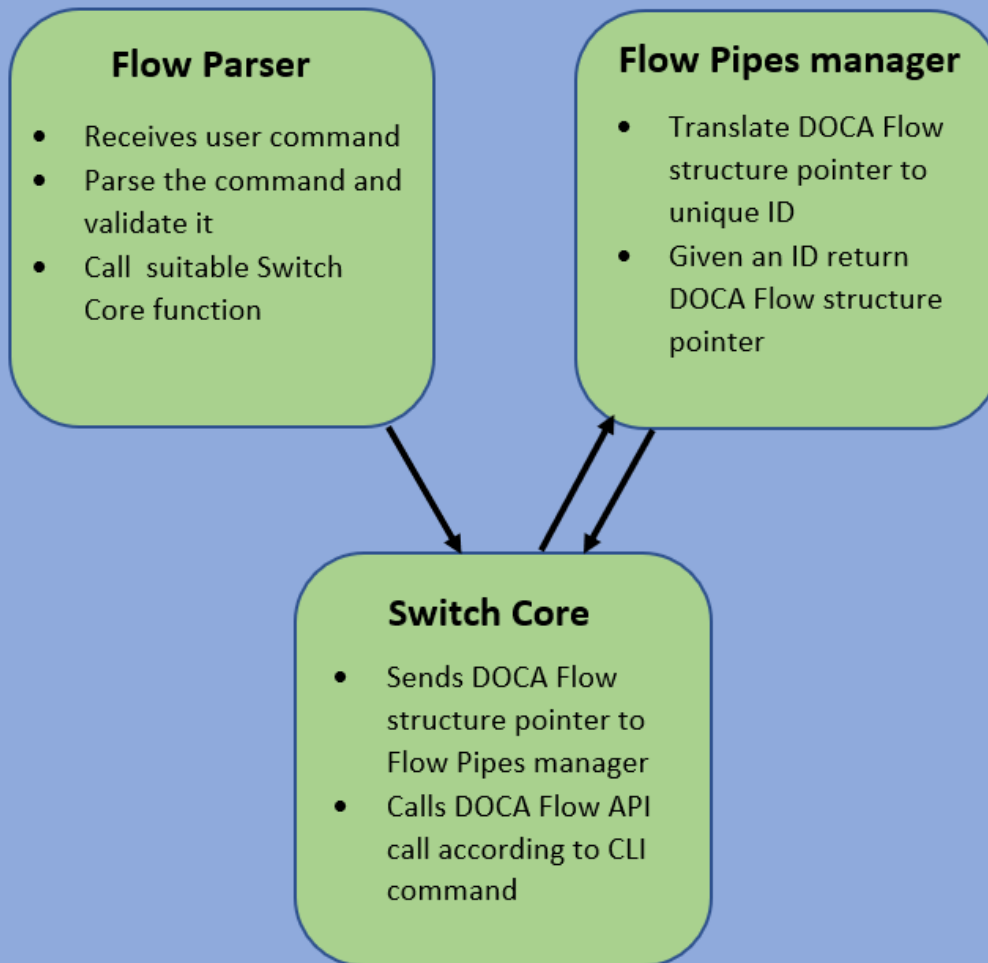 Flow Parser
• Receives user command
• Parse the command and
validate it
• Call  suitable Switch
Core function
Flow Pipes manager
• Translate DOCA Flow
structure pointer to
unique ID
• Given an ID return
DOCA Flow structure
pointer
Switch Core
• Sends DOCA Flow
structure pointer to
Flow Pipes manager
• Calls DOCA Flow API
call according to CLI
command